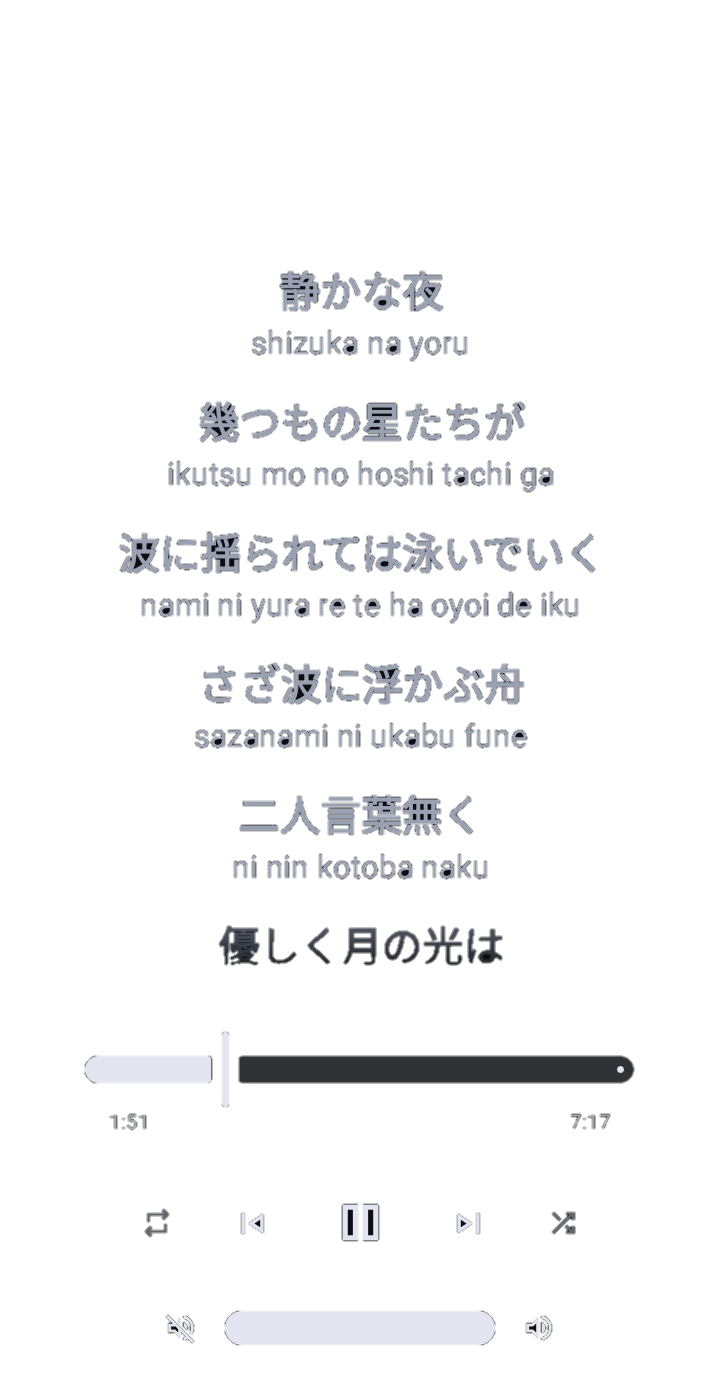 静かな夜
shizuka na yoru
幾つもの星たちが
ikutsu mo no hoshi tachi ga
波に揺られては泳いでいく
nami ni yura re te ha oyoi de iku
さざ波に浮かぶ舟
sazanami ni ukabu fune
二人言葉無く
ni nin kotoba naku
優しく月の光は
1:51
7:17